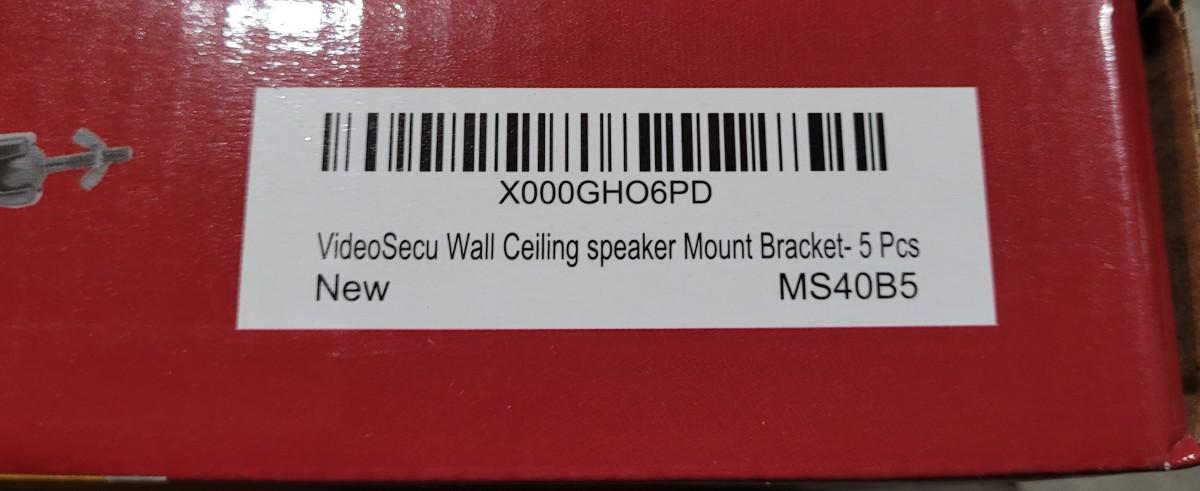 X000GHO6PD
VideoSecu Wall Ceiling speaker Mount Bracket- 5 Pcs
New MS40B5